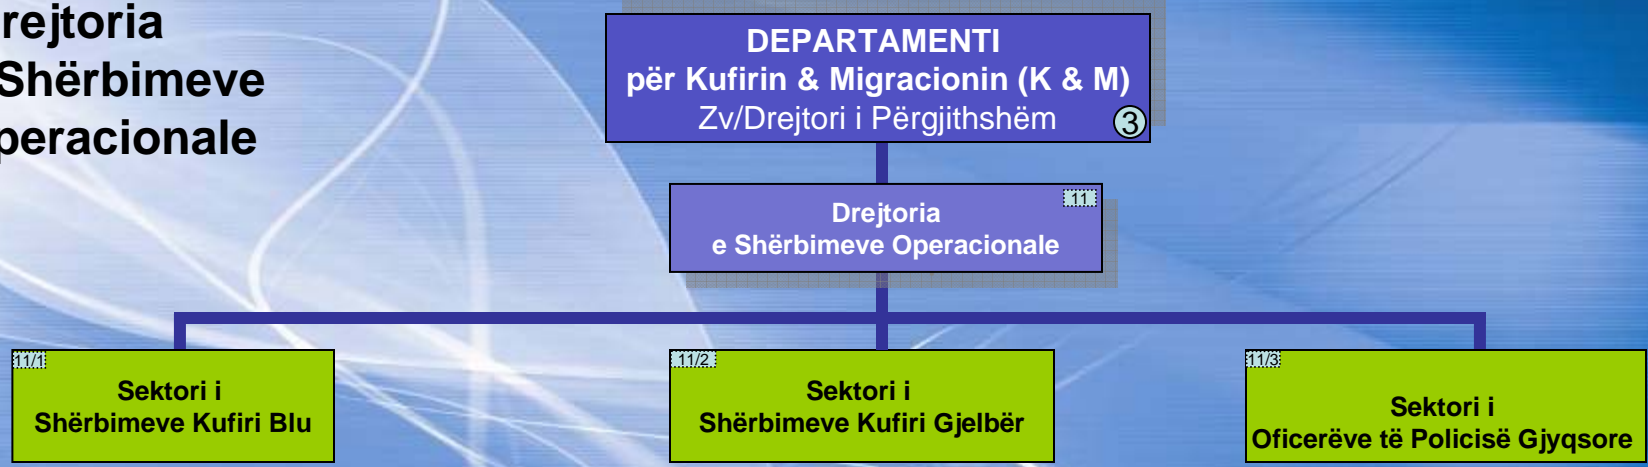 rejtoria
Shërbimeve
peracionale
DEPARTAMENTI
për Kufirin & Migracionin (K & M)
Zv/Drejtori i Përgjithshëm
3
11
Drejtoria
e Shërbimeve Operacionale
11/1
Sektori i
Shërbimeve Kufiri Blu
11/2
Sektori i
Shërbimeve Kufiri Gjelbër
11/3
Sektori i
Oficerëve të Policisë Gjyqsore